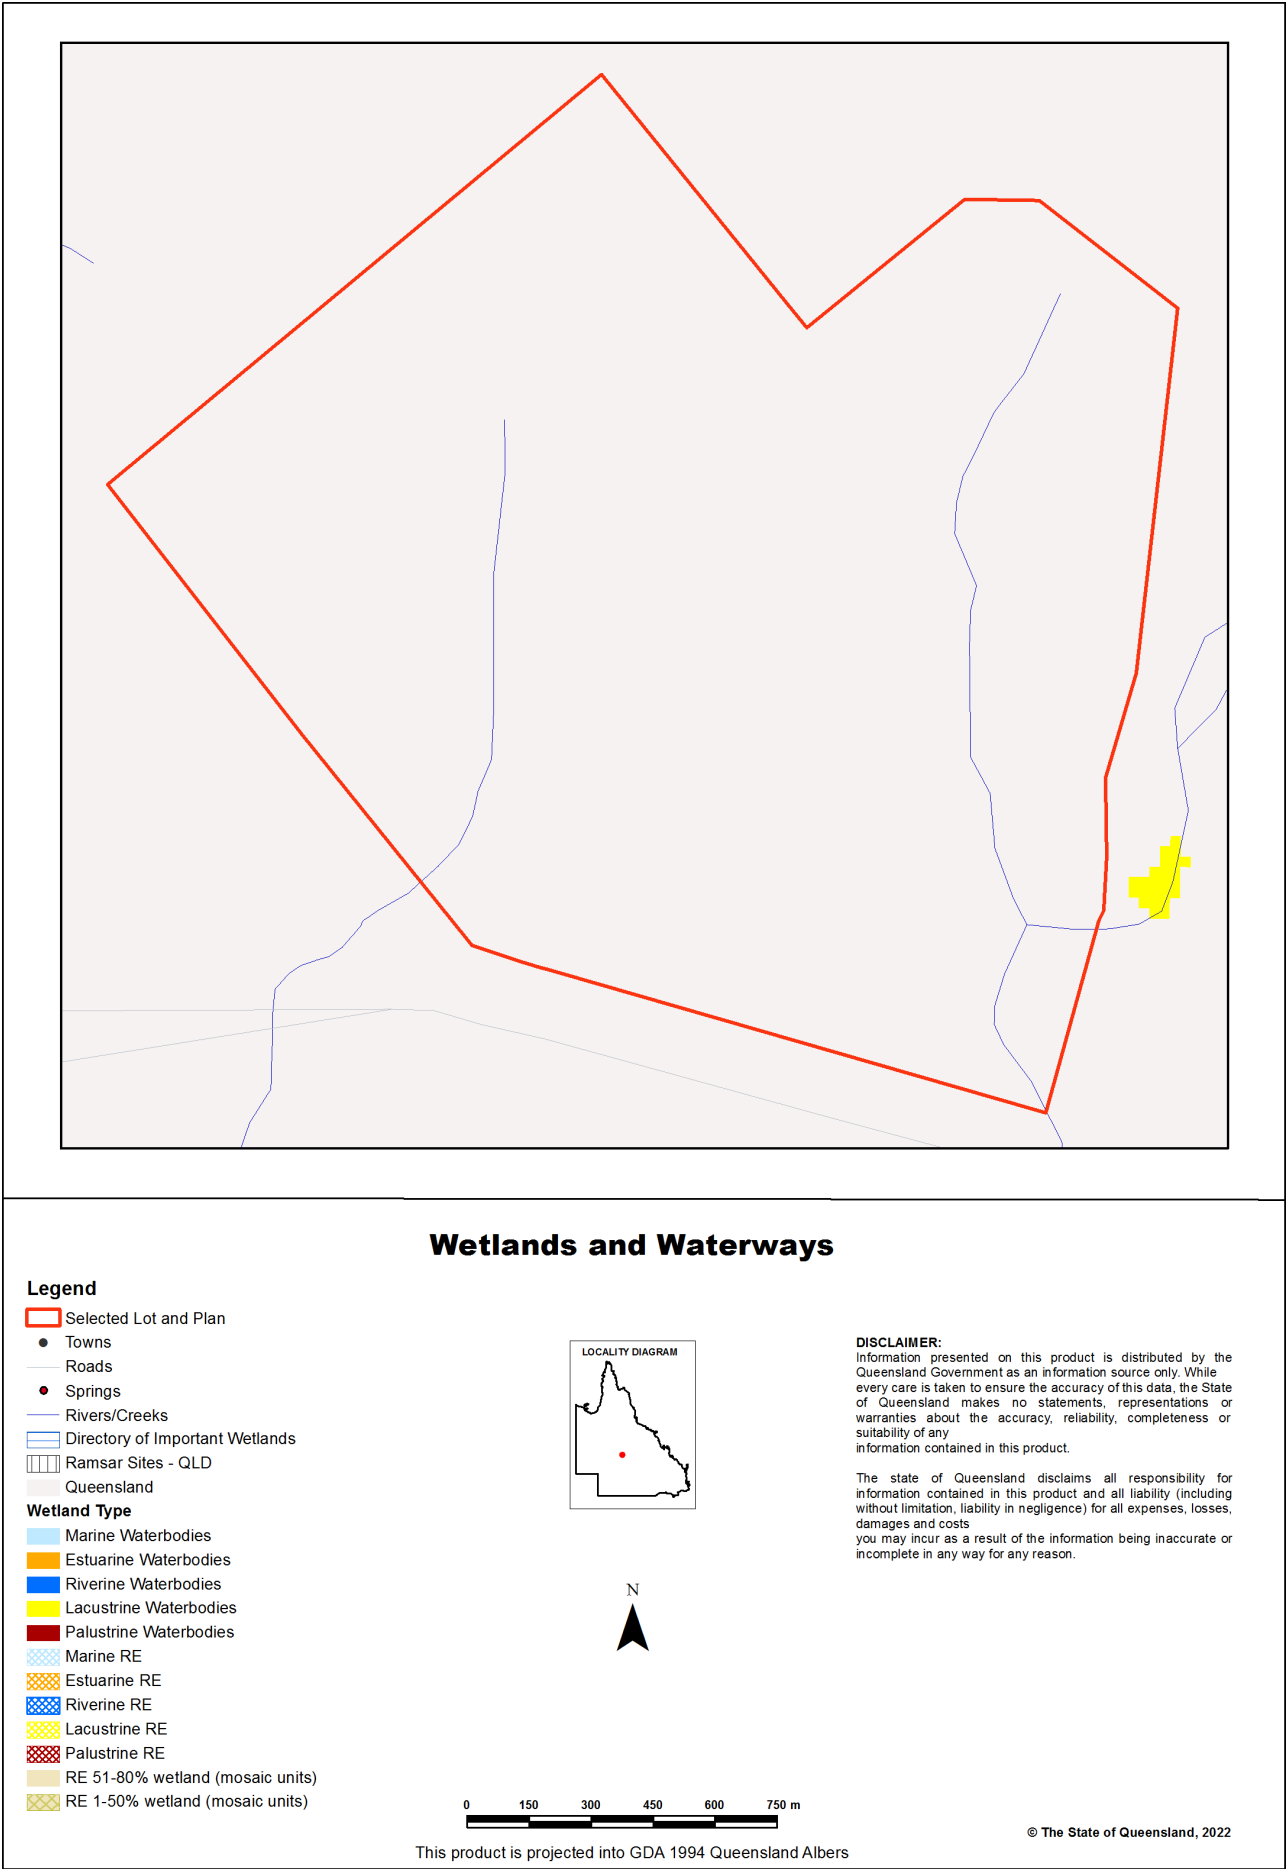 Wetlands and Waterways
Legend
Selected Lot and Plan
Towns
Roads
Springs
Rivers/Creeks
Directory of Important Wetlands
Ramsar Sites - QLD
Queensland
Wetland Type
Marine Waterbodies
Estuarine Waterbodies
Riverine Waterbodies
Lacustrine Waterbodies
Palustrine Waterbodies
Marine RE
Estuarine RE
Riverine RE
Lacustrine RE
Palustrine RE
RE 51-80% wetland (mosaic units)
RE 1-50% wetland (mosaic units)
LOCALITY DIAGRAM
N
0 150 300 450 600 750 m
This product is projected into GDA 1994 Queensland Albers
DISCLAIMER:
Information presented on this product is distributed by the
Queensland Government as an information source only. While
every care is taken to ensure the accuracy of this data, the State
of Queensland makes no statements, representations or
warranties about the accuracy, reliability, completeness or
suitability of any
information contained in this product.
The state of Queensland disclaims all responsibility for
information contained in this product and all liability (including
without limitation, liability in negligence) for all expenses, losses,
damages and costs
you may incur as a result of the information being inaccurate or
incomplete in any way for any reason.
© The State of Queensland, 2022